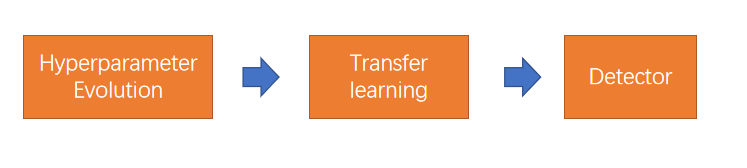 Hyperparameter
Evolution
Transfer
learning
Detector